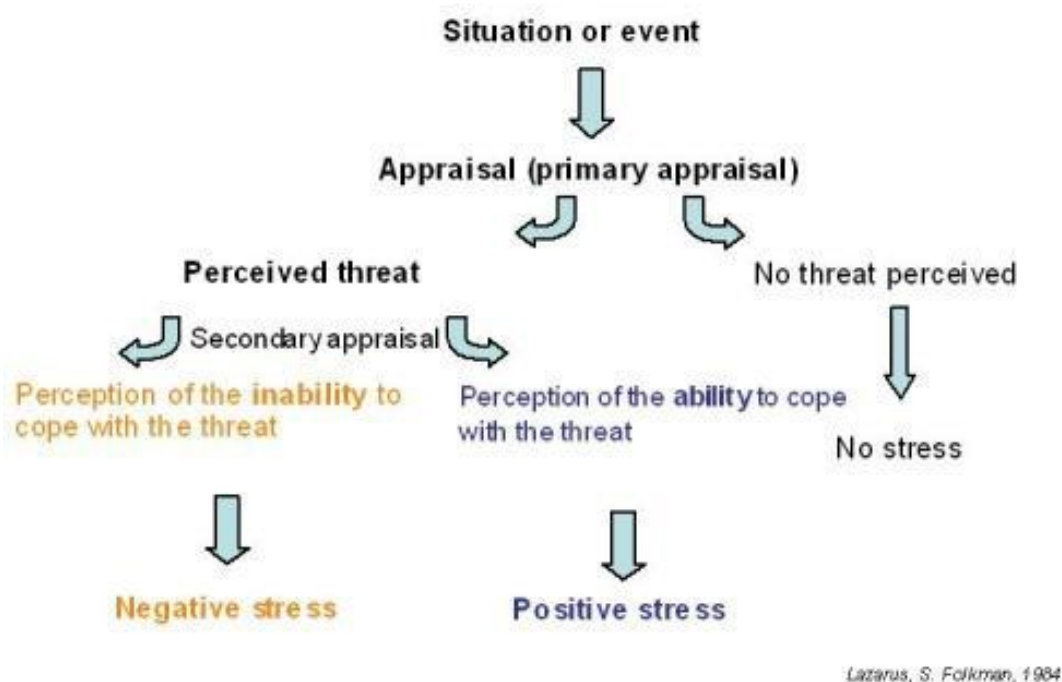 Situation or event
Appraisal (primary appraisal)
Perceived threat
No threat perceived
Secondary appraisal
Perception of the inability to
cope with the threat
Perception of the ability to cope
with the threat
No stress
Negative stress
Positive stress
Lazarus, S. Folkman, 1984